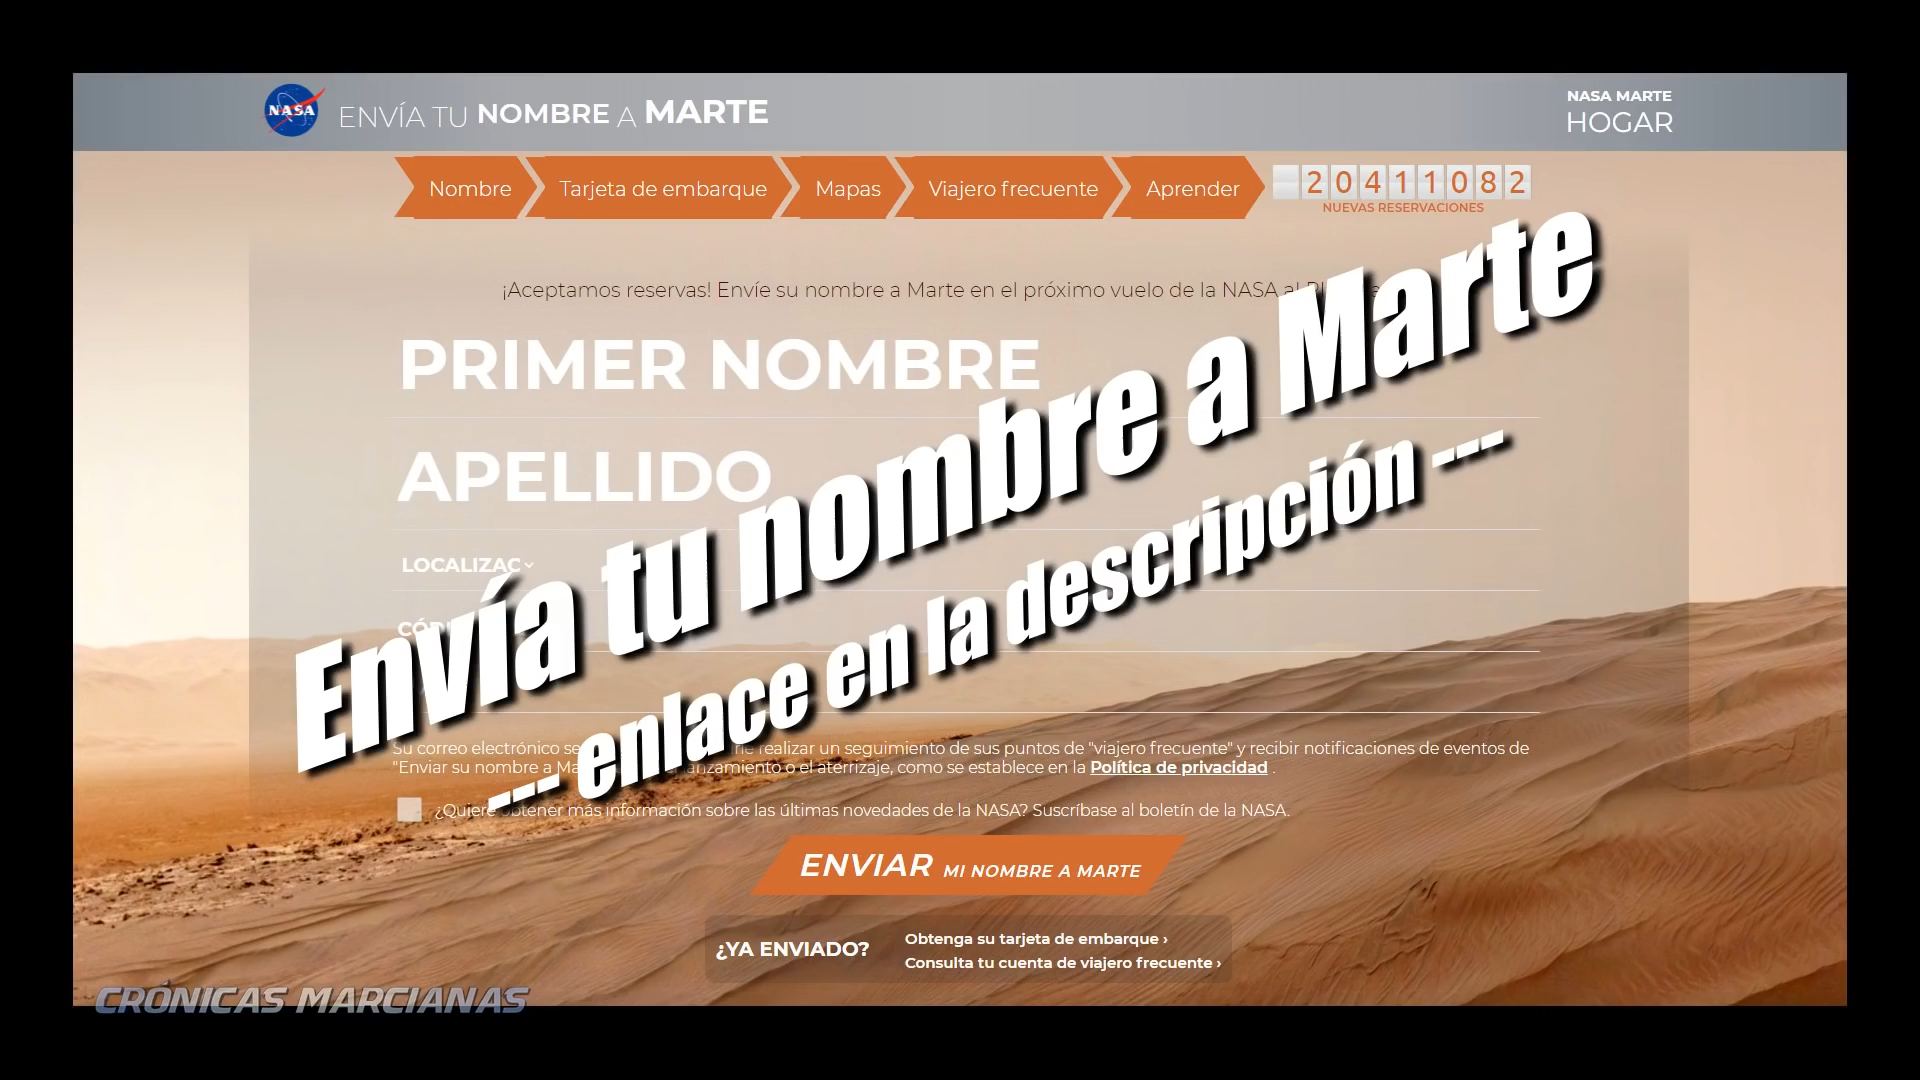 NASA
ENVÍA TU NOMBRE A MARTE
NASA MARTE
HOGAR
Nombre
Tarjeta de embarque
Mapas
Viajero frecuente
Aprender
20411082
NUEVAS RESERVACIONES
¡Aceptamos reservas! Envíe su nombre a Marte en el próximo vuelo de la NASA
PRIMER NOMBRE
APELLIDO
LOCALIZAC
Envía tu nombre a Marte
--- enlace en la descripción ---
Su correo electrónico realizar un seguimiento de sus puntos de "viajero frecuente" y recibir notificaciones de eventos de
"Enviar su nombre a o el aterrizaje, como se establece en la Política de privacidad .
¿Quiere obtener más información sobre las últimas novedades de la NASA? Suscríbase al boletín de la NASA.
ENVIAR MI NOMBRE A MARTE
¿YA ENVIADO?
Obtenga su tarjeta de embarque ›
Consulta tu cuenta de viajero frecuente ›
CRÓNICAS MARCIANAS